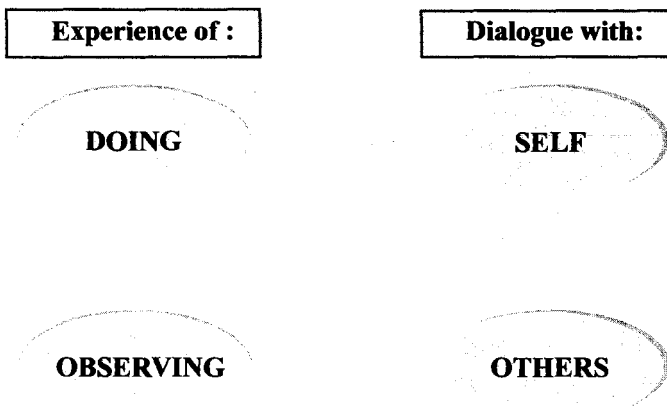 Experience of :
Dialogue with:
DOING
SELF
OBSERVING
OTHERS